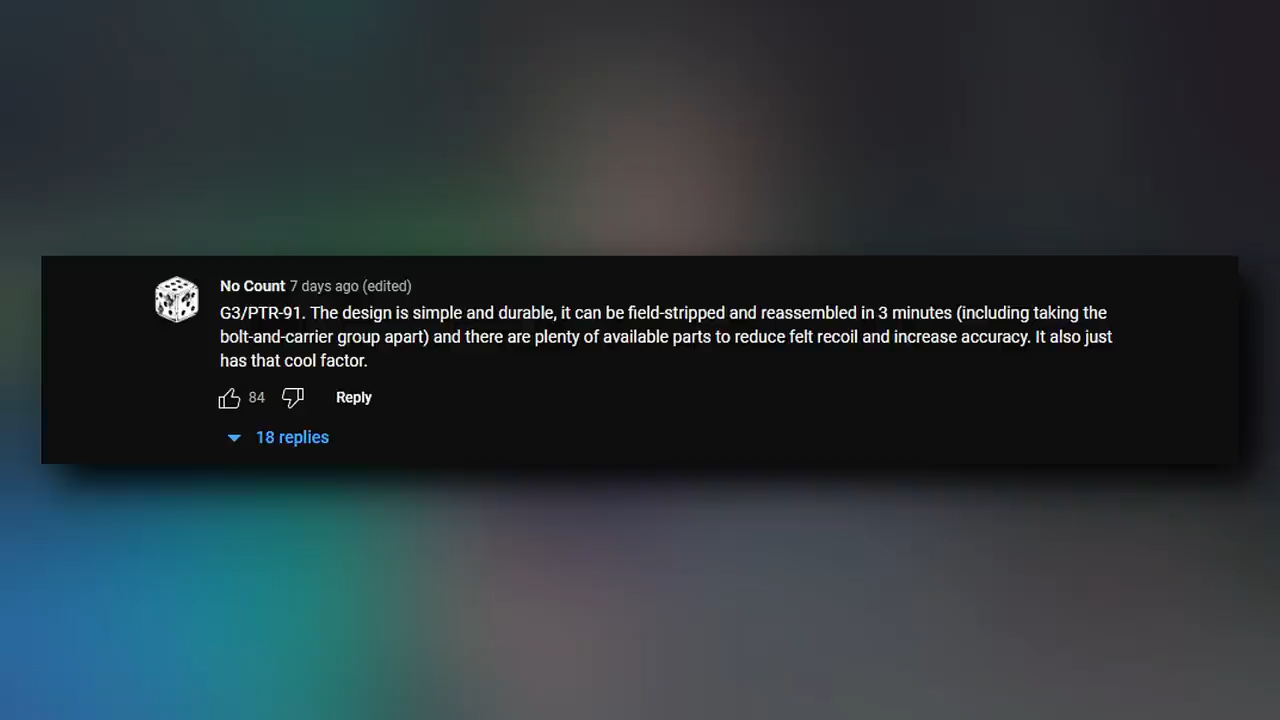 No Count 7 days ago (edited)
G3/PTR-91. The design is simple and durable, it can be field-stripped and reassembled in 3 minutes (including taking the
bolt-and-carrier group apart) and there are plenty of available parts to reduce felt recoil and increase accuracy. It also just
has that cool factor.
84 Reply
18 replies